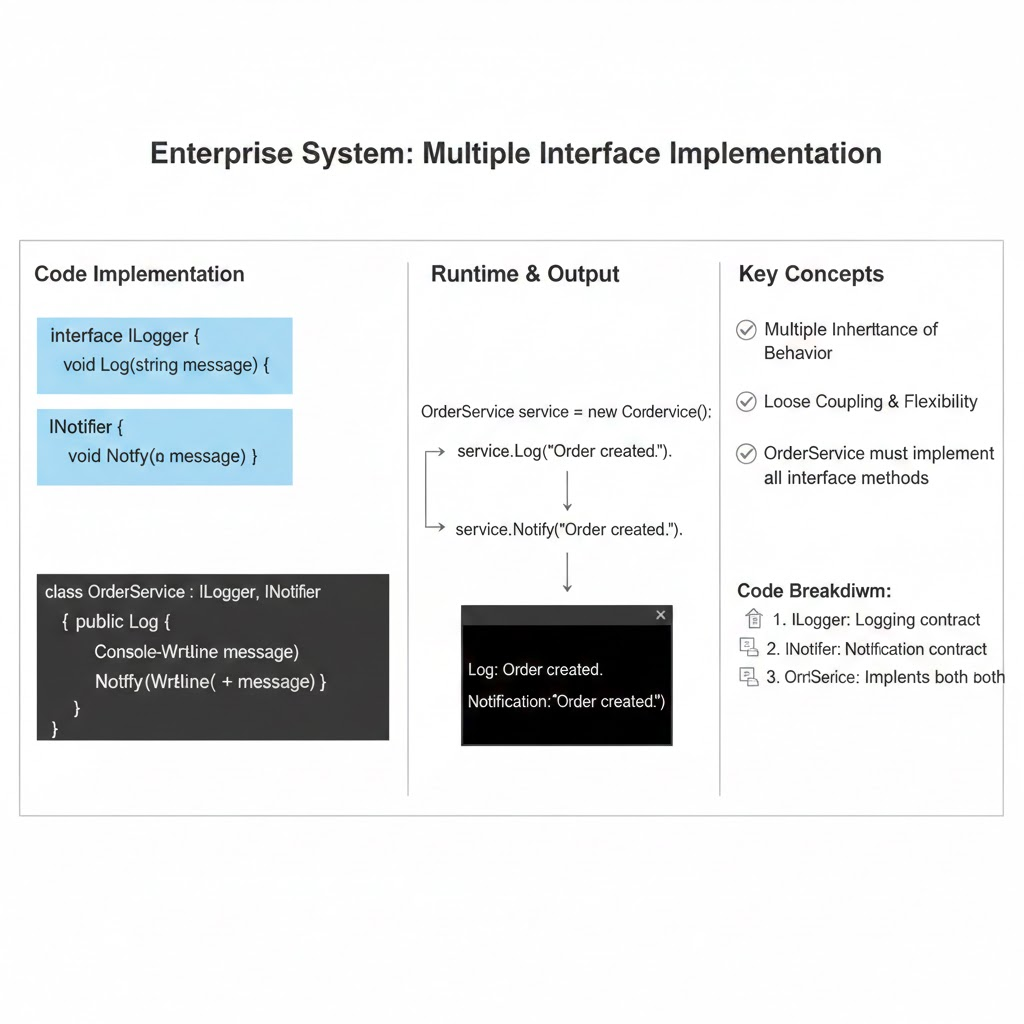 Enterprise System: Multiple Interface Implementation
Code Implementation
interface ILogger {
void Log(string message) {
INotifier {
void Notfy(o message) }
class OrderService : ILogger, INotifier
{ public Log {
Console-Wrtline message)
Notffy(Wrtline( + message) }
}
}
Runtime & Output
OrderService service = new Cordervice():
service.Log("Order created.").
service.Notify("Order created.").
Log: Order created.
Notification:"Order created.")
Key Concepts
Multiple Inherttance of
Behavior
Loose Coupling & Flexibility
OrderService must implement
all interface methods
Code Breakdiwm:
1. ILogger: Logging contract
2. INotifer: Notification contract
3. OrrlSerice: Implents both both